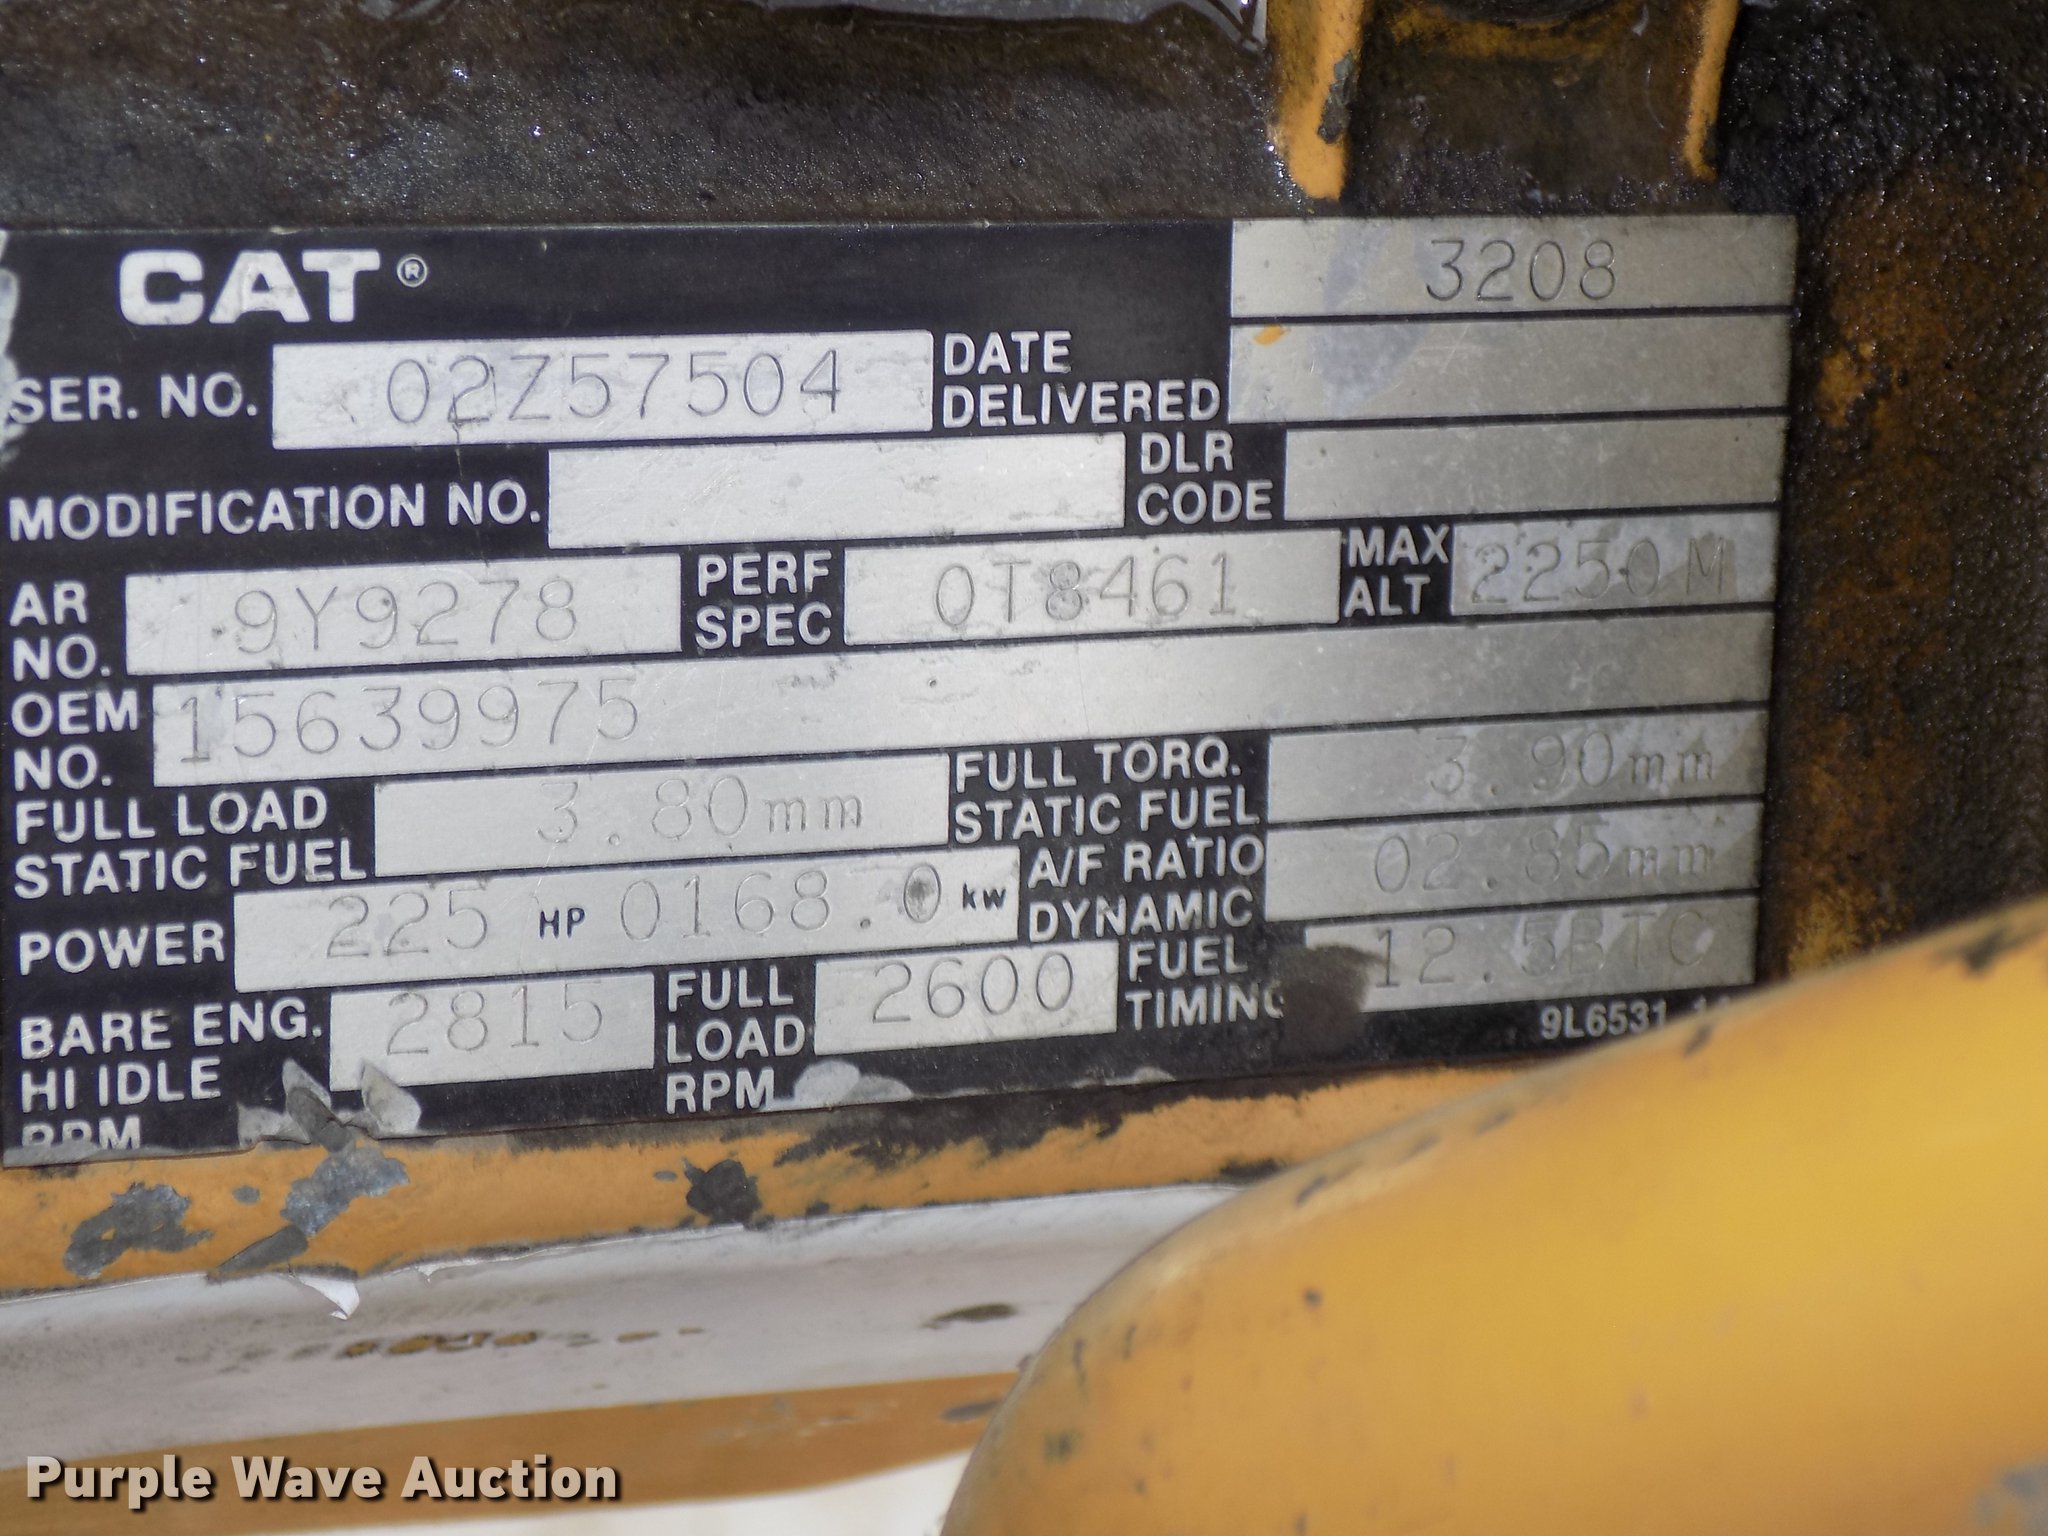 CAT®
3208
SER. NO. 02Z57504
DATE DELIVERED
MODIFICATION NO.
DLR CODE
AR NO. 9Y9278
PERF SPEC 0T8461
MAX ALT 2250M
OEM NO. 15639975
FULL LOAD STATIC FUEL 3.80mm
FULL TORQ. STATIC FUEL 3.90mm
POWER 225 HP 0168.0 kw
A/F RATIO DYNAMIC 02.85mm
BARE ENG. HI IDLE RPM 2815
FULL LOAD RPM 2600
FUEL TIMING 12.5BTC
9L6531
Purple Wave Auction